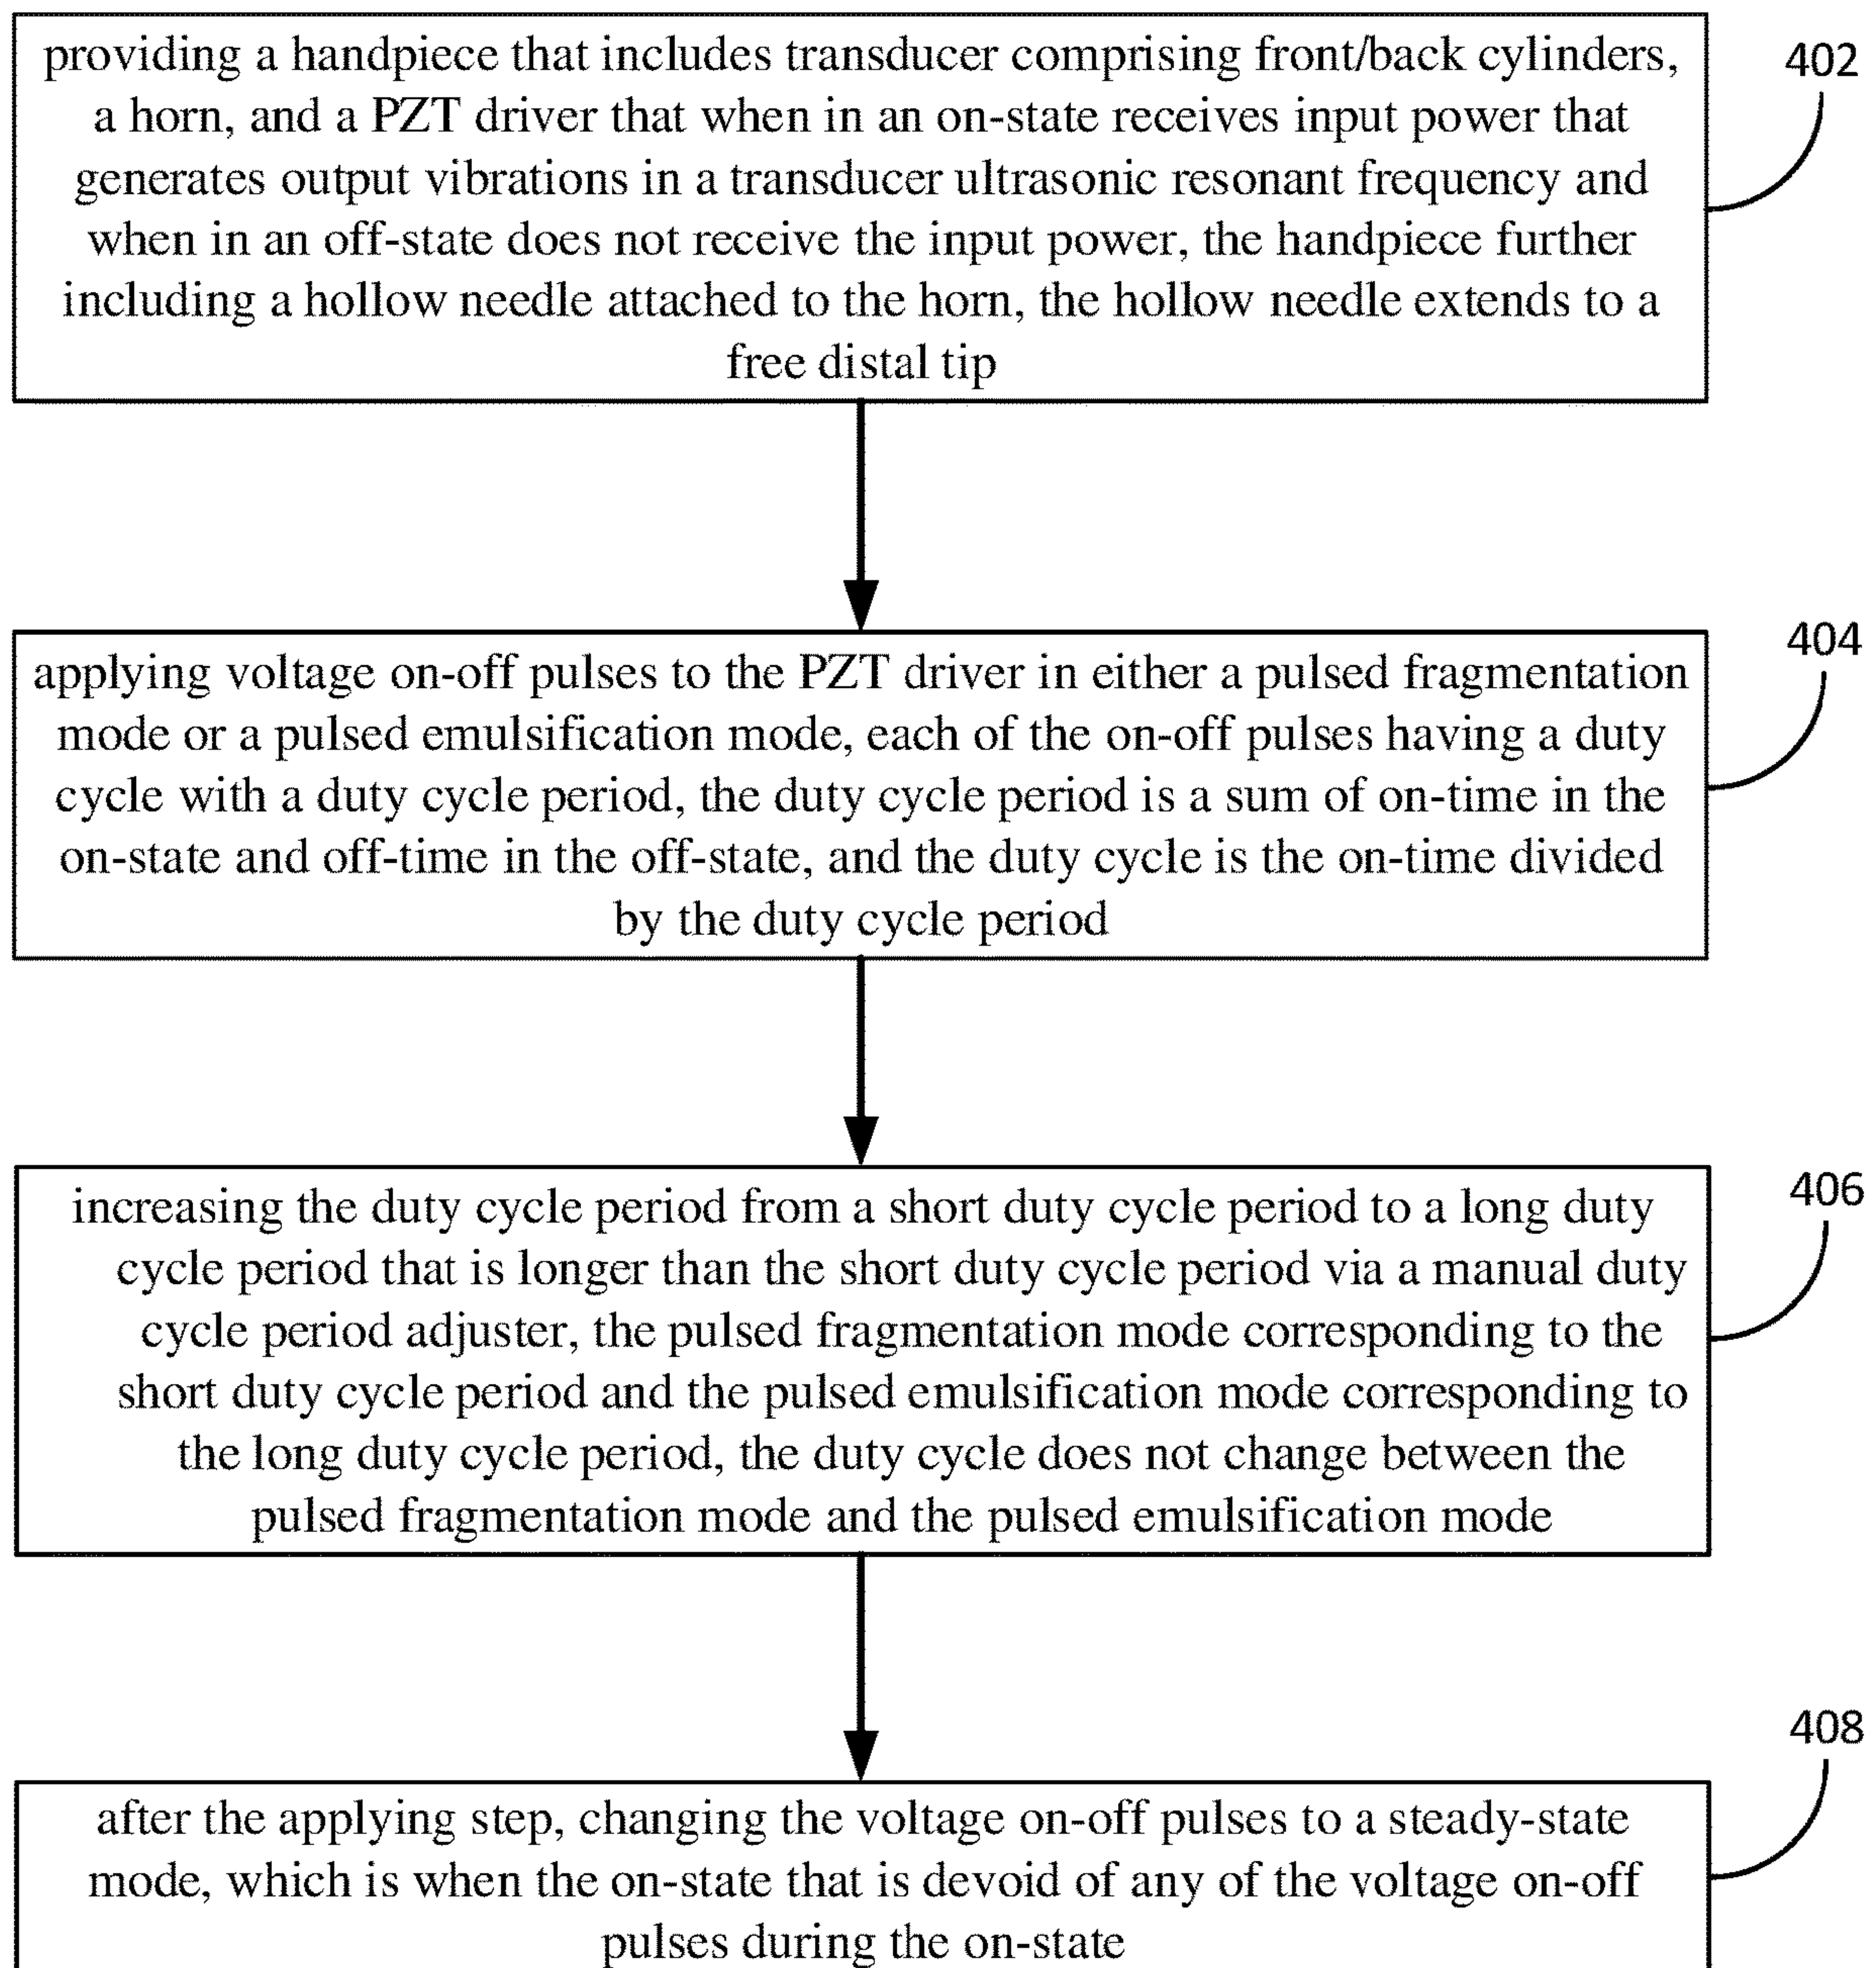 providing a handpiece that includes transducer comprising front/back cylinders,
a horn, and a PZT driver that when in an on-state receives input power that
generates output vibrations in a transducer ultrasonic resonant frequency and
when in an off-state does not receive the input power, the handpiece further
including a hollow needle attached to the horn, the hollow needle extends to a
free distal tip
402
applying voltage on-off pulses to the PZT driver in either a pulsed fragmentation
mode or a pulsed emulsification mode, each of the on-off pulses having a duty
cycle with a duty cycle period, the duty cycle period is a sum of on-time in the
on-state and off-time in the off-state, and the duty cycle is the on-time divided
by the duty cycle period
404
increasing the duty cycle period from a short duty cycle period to a long duty
cycle period that is longer than the short duty cycle period via a manual duty
cycle period adjuster, the pulsed fragmentation mode corresponding to the
short duty cycle period and the pulsed emulsification mode corresponding to
the long duty cycle period, the duty cycle does not change between the
pulsed fragmentation mode and the pulsed emulsification mode
406
after the applying step, changing the voltage on-off pulses to a steady-state
mode, which is when the on-state that is devoid of any of the voltage on-off
pulses during the on-state
408